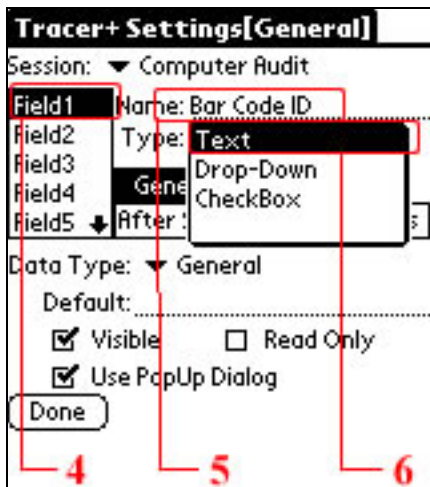 Tracer+ Settings[General]
Session: Computer Audit
Field1 Name: Bar Code ID
Field2 Type: Text
Field3 Drop-Down
Field4 Gene CheckBox
Field5 After s
Data Type: General
Default:
Visible Read Only
Use PopUp Dialog
Done
4 5 6